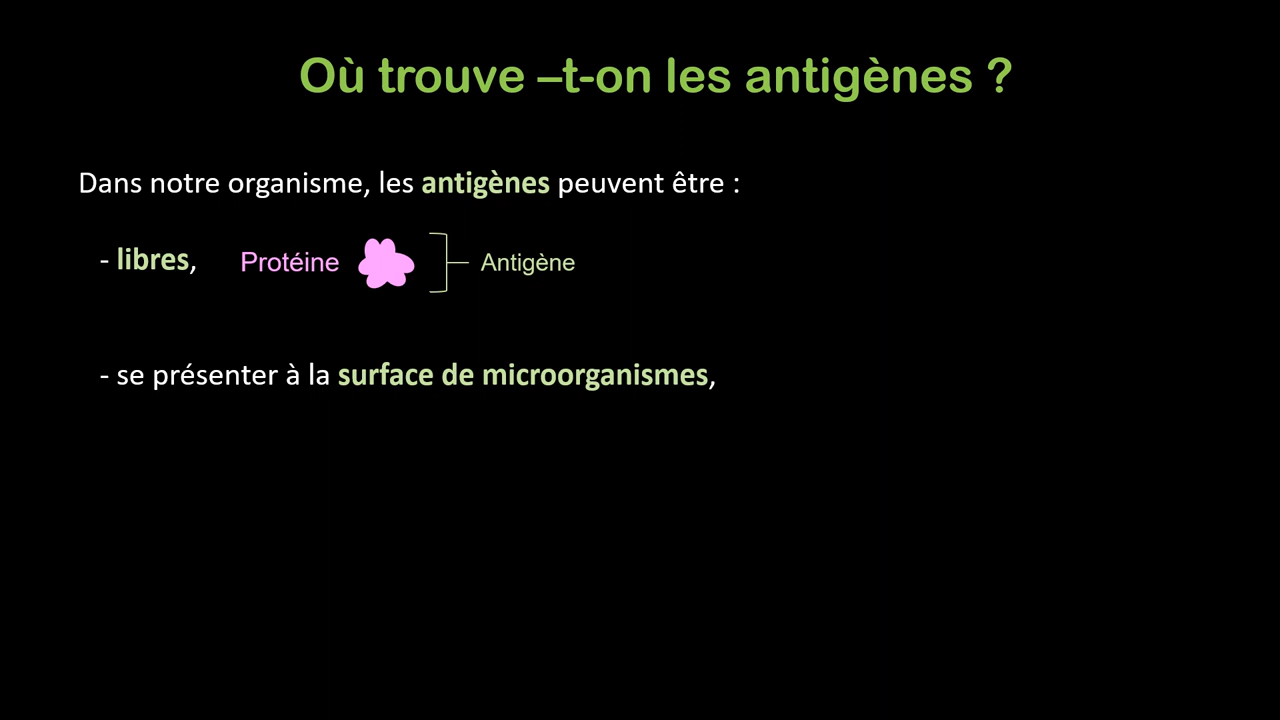 Où trouve –t-on les antigènes ?
Dans notre organisme, les antigènes peuvent être :
- libres, Protéine Antigène
- se présenter à la surface de microorganismes,